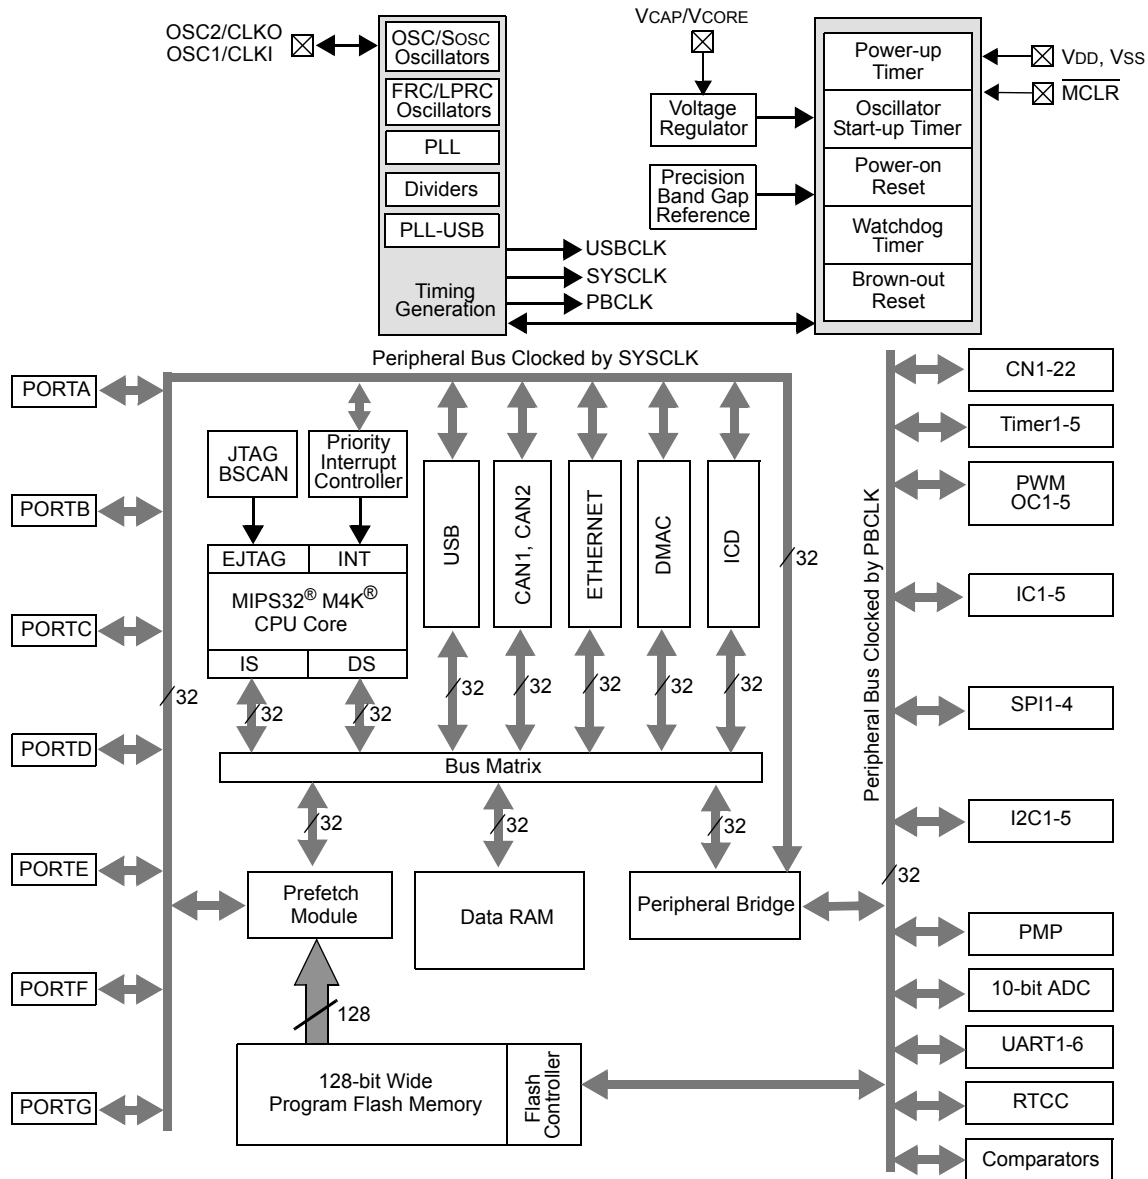 OSC2/CLKO
OSC1/CLKI
OSC/SOSC
Oscillators
FRC/LPRC
Oscillators
PLL
Dividers
PLL-USB
Timing
Generation
USBCLK
SYSCLK
PBCLK
VCAP/VCORE
Voltage
Regulator
Precision
Band Gap
Reference
Power-up
Timer
Oscillator
Start-up Timer
Power-on
Reset
Watchdog
Timer
Brown-out
Reset
VDD, VSS
MCLR
Peripheral Bus Clocked by SYSCLK
PORTA
PORTB
PORTC
PORTD
PORTE
PORTF
PORTG
32
JTAG
BSCAN
Priority
Interrupt
Controller
EJTAG
INT
MIPS32® M4K®
CPU Core
IS
DS
USB
CAN1, CAN2
ETHERNET
DMAC
ICD
32
32
32
32
32
32
32
32
Bus Matrix
32
32
32
Prefetch
Module
Data RAM
Peripheral Bridge
128
128-bit Wide
Program Flash Memory
Flash
Controller
Peripheral Bus Clocked by PBCLK
32
CN1-22
Timer1-5
PWM
OC1-5
IC1-5
SPI1-4
I2C1-5
PMP
10-bit ADC
UART1-6
RTCC
Comparators